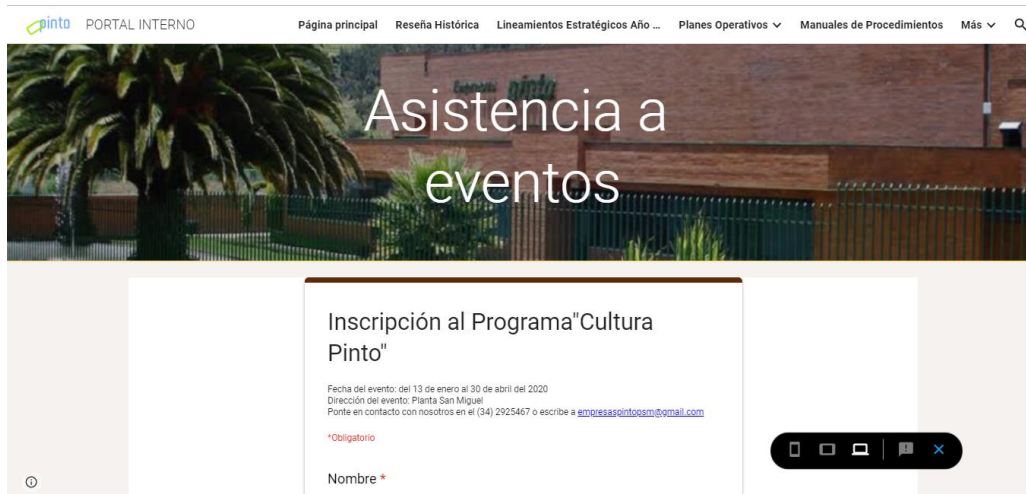 pinto PORTAL INTERNO Página principal Reseña Histórica Lineamientos Estratégicos Año ... Planes Operativos Manuales de Procedimientos Más
pinto
Asistencia a
eventos
Inscripción al Programa"Cultura
Pinto"
Fecha del evento: del 13 de enero al 30 de abril del 2020
Dirección del evento: Planta San Miguel
Ponte en contacto con nosotros en el (34) 2925467 o escribe a empresaspintopsm@gmail.com
*Obligatorio
Nombre *